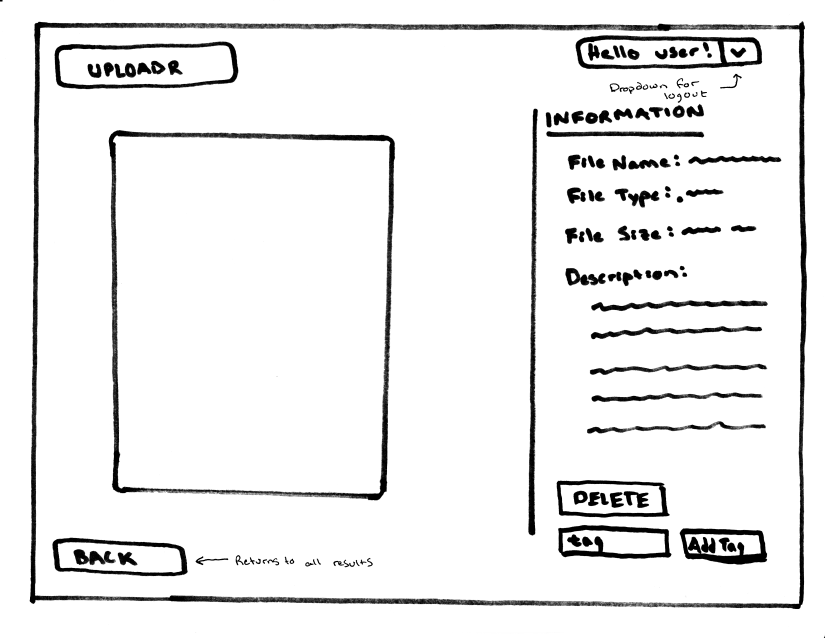 UPLOADR
Hello user!
Dropdown for
logout
INFORMATION
File Name:
File Type: .
File Size:
Description:
DELETE
tag
Add Tag
BACK
Returns to all results